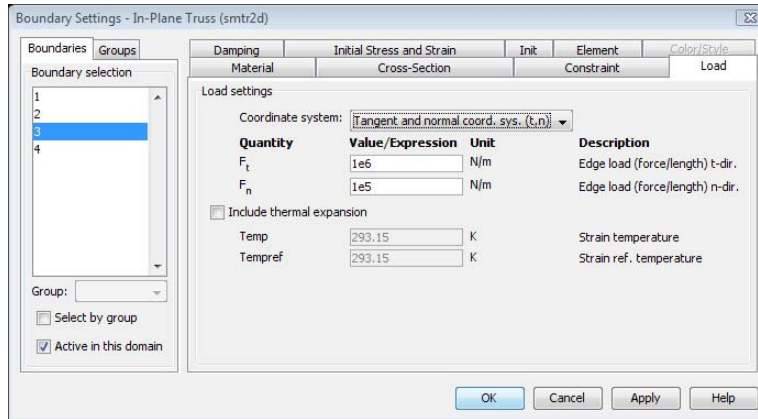 Boundary Settings - In-Plane Truss (smtr2d)
Boundaries Groups
Boundary selection
1
2
3
4
Group:
Select by group
Active in this domain
Damping Initial Stress and Strain Init Element Color/Style
Material Cross-Section Constraint Load
Load settings
Coordinate system: Tangent and normal coord. sys. (t,n)
Quantity Value/Expression Unit Description
Ft 1e6 N/m Edge load (force/length) t-dir.
Fn 1e5 N/m Edge load (force/length) n-dir.
Include thermal expansion
Temp 293.15 K Strain temperature
Tempref 293.15 K Strain ref. temperature
OK Cancel Apply Help